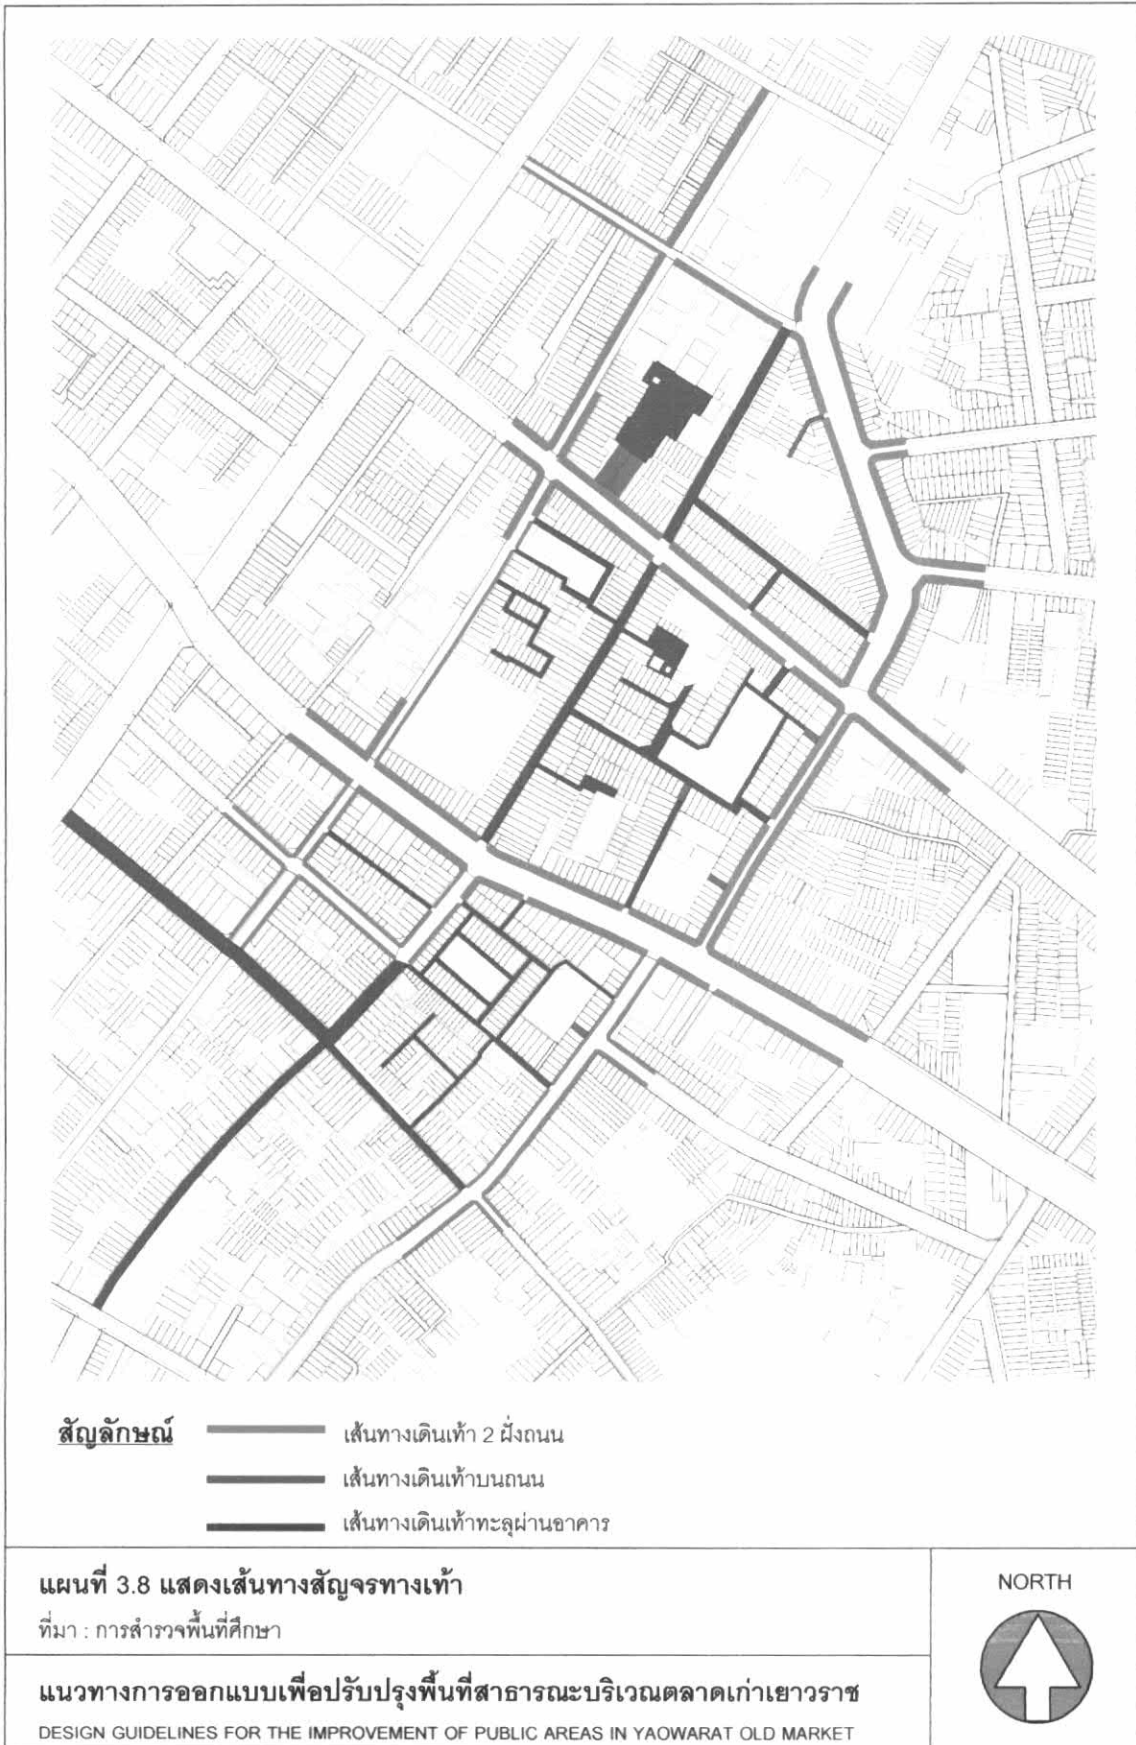 สัญลักษณ์
เส้นทางเดินเท้า 2 ฝั่งถนน
เส้นทางเดินเท้าบนถนน
เส้นทางเดินเท้าทะลุผ่านอาคาร
แผนที่ 3.8 แสดงเส้นทางสัญจรทางเท้า
ที่มา : การสำรวจพื้นที่ศึกษา
NORTH
แนวทางการออกแบบเพื่อปรับปรุงพื้นที่สาธารณะบริเวณตลาดเก่าเยาวราช
DESIGN GUIDELINES FOR THE IMPROVEMENT OF PUBLIC AREAS IN YAOWARAT OLD MARKET